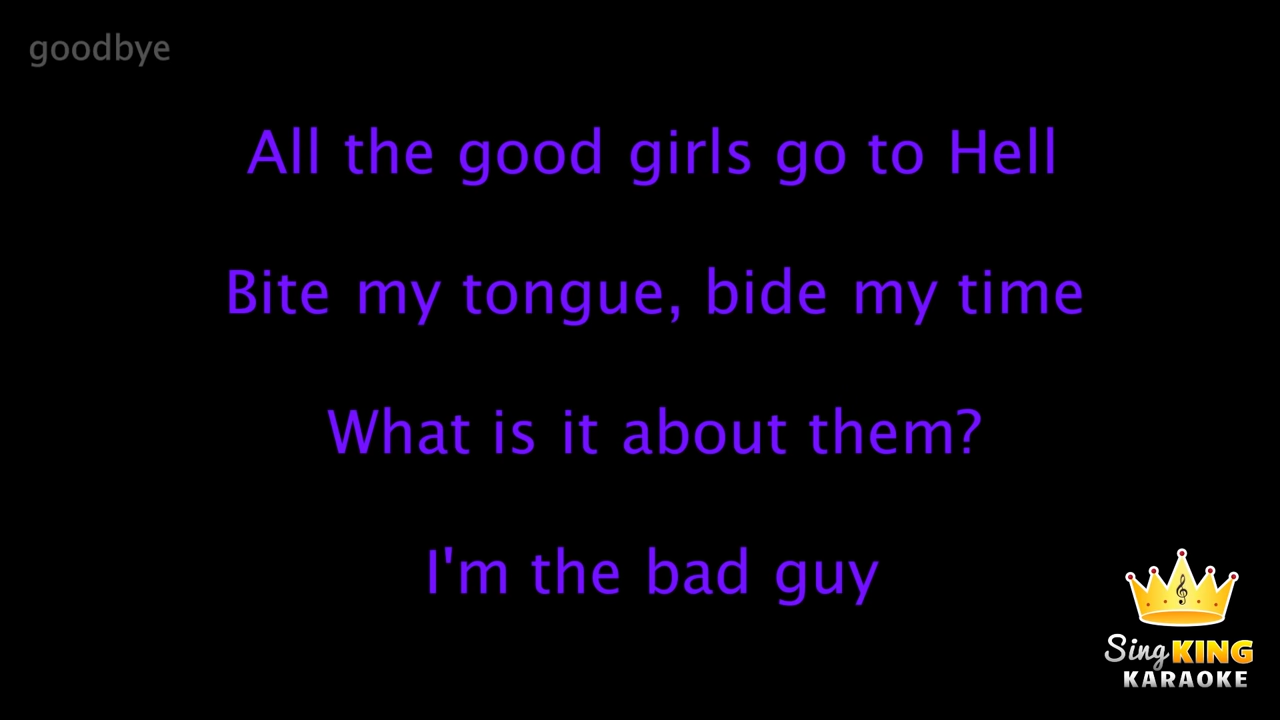 goodbye
All the good girls go to Hell
Bite my tongue, bide my time
What is it about them?
I'm the bad guy
Sing KING
KARAOKE